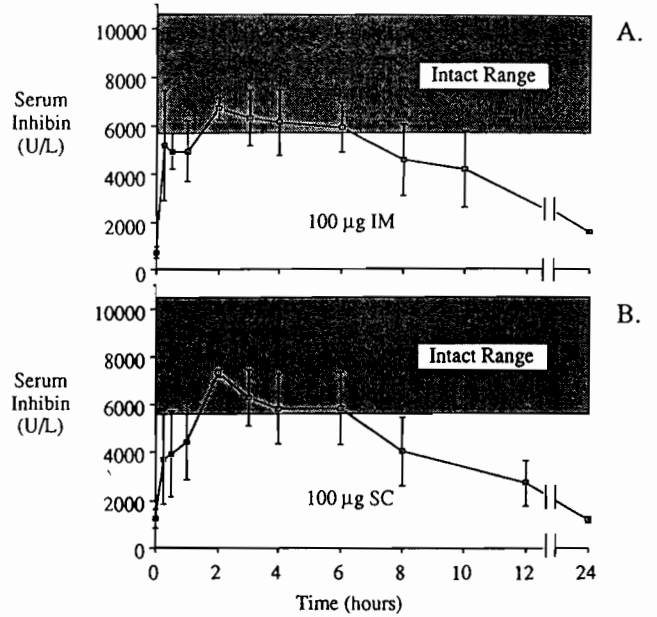 A.
10000
8000
6000
4000
2000
0
Serum
Inhibin
(U/L)
Intact Range
100 µg IM
24
B.
10000
8000
6000
4000
2000
0
Serum
Inhibin
(U/L)
Intact Range
100 µg SC
0 2 4 6 8 10 12 24
Time (hours)